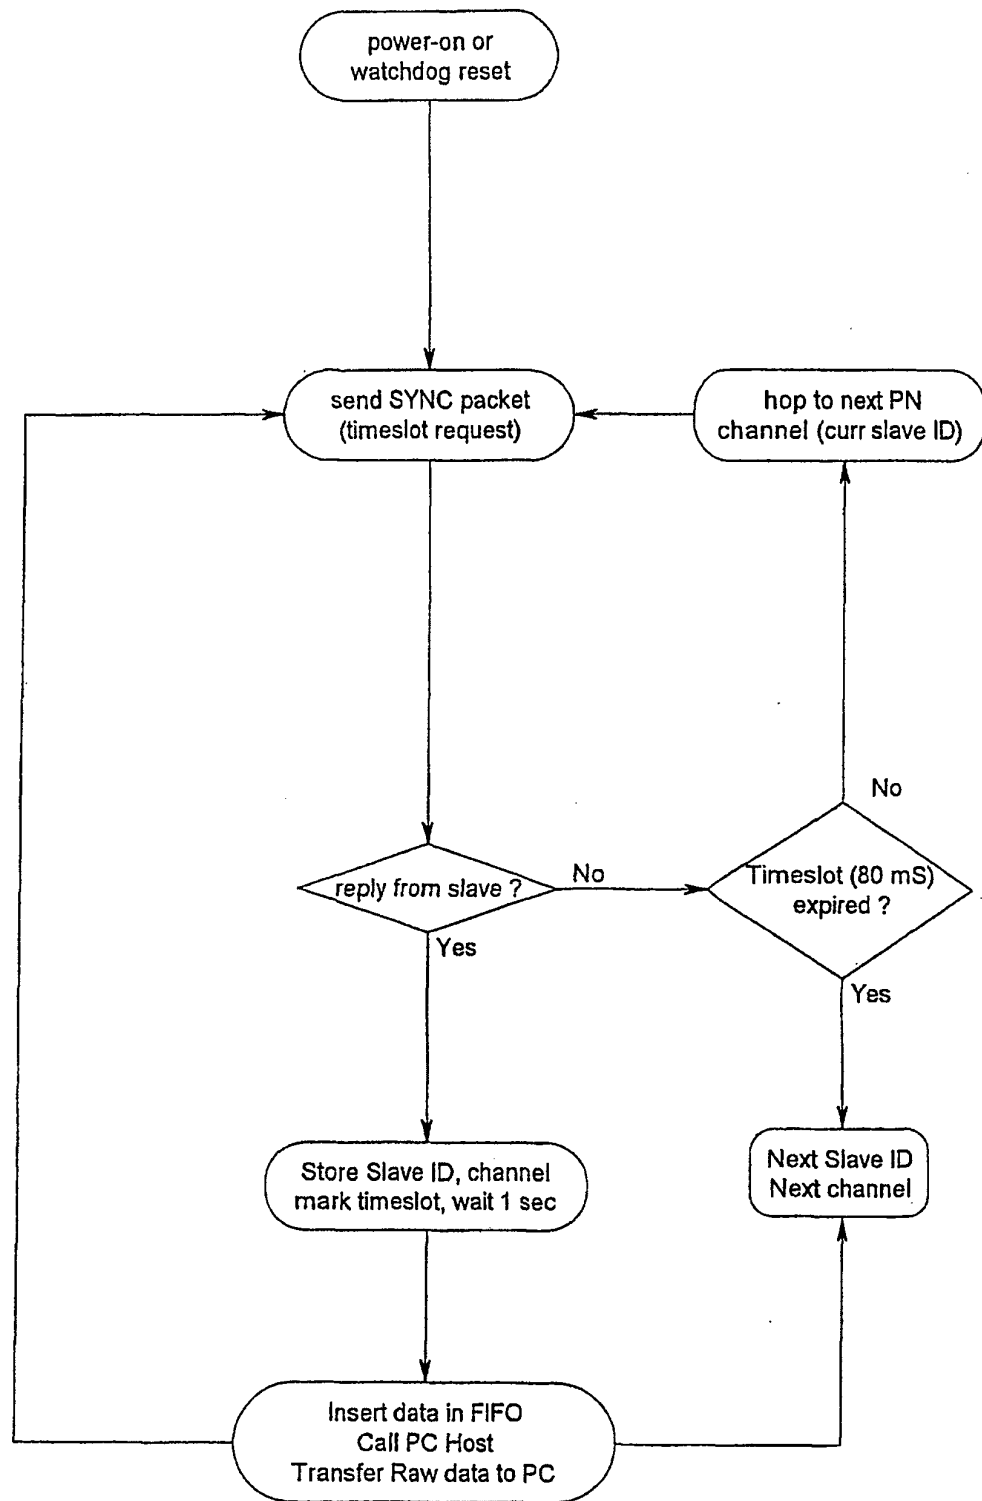 power-on or
watchdog reset
send SYNC packet
(timeslot request)
hop to next PN
channel (curr slave ID)
No
reply from slave ?
No
Timeslot (80 mS)
expired ?
Yes
Yes
Store Slave ID, channel
mark timeslot, wait 1 sec
Next Slave ID
Next channel
Insert data in FIFO
Call PC Host
Transfer Raw data to PC